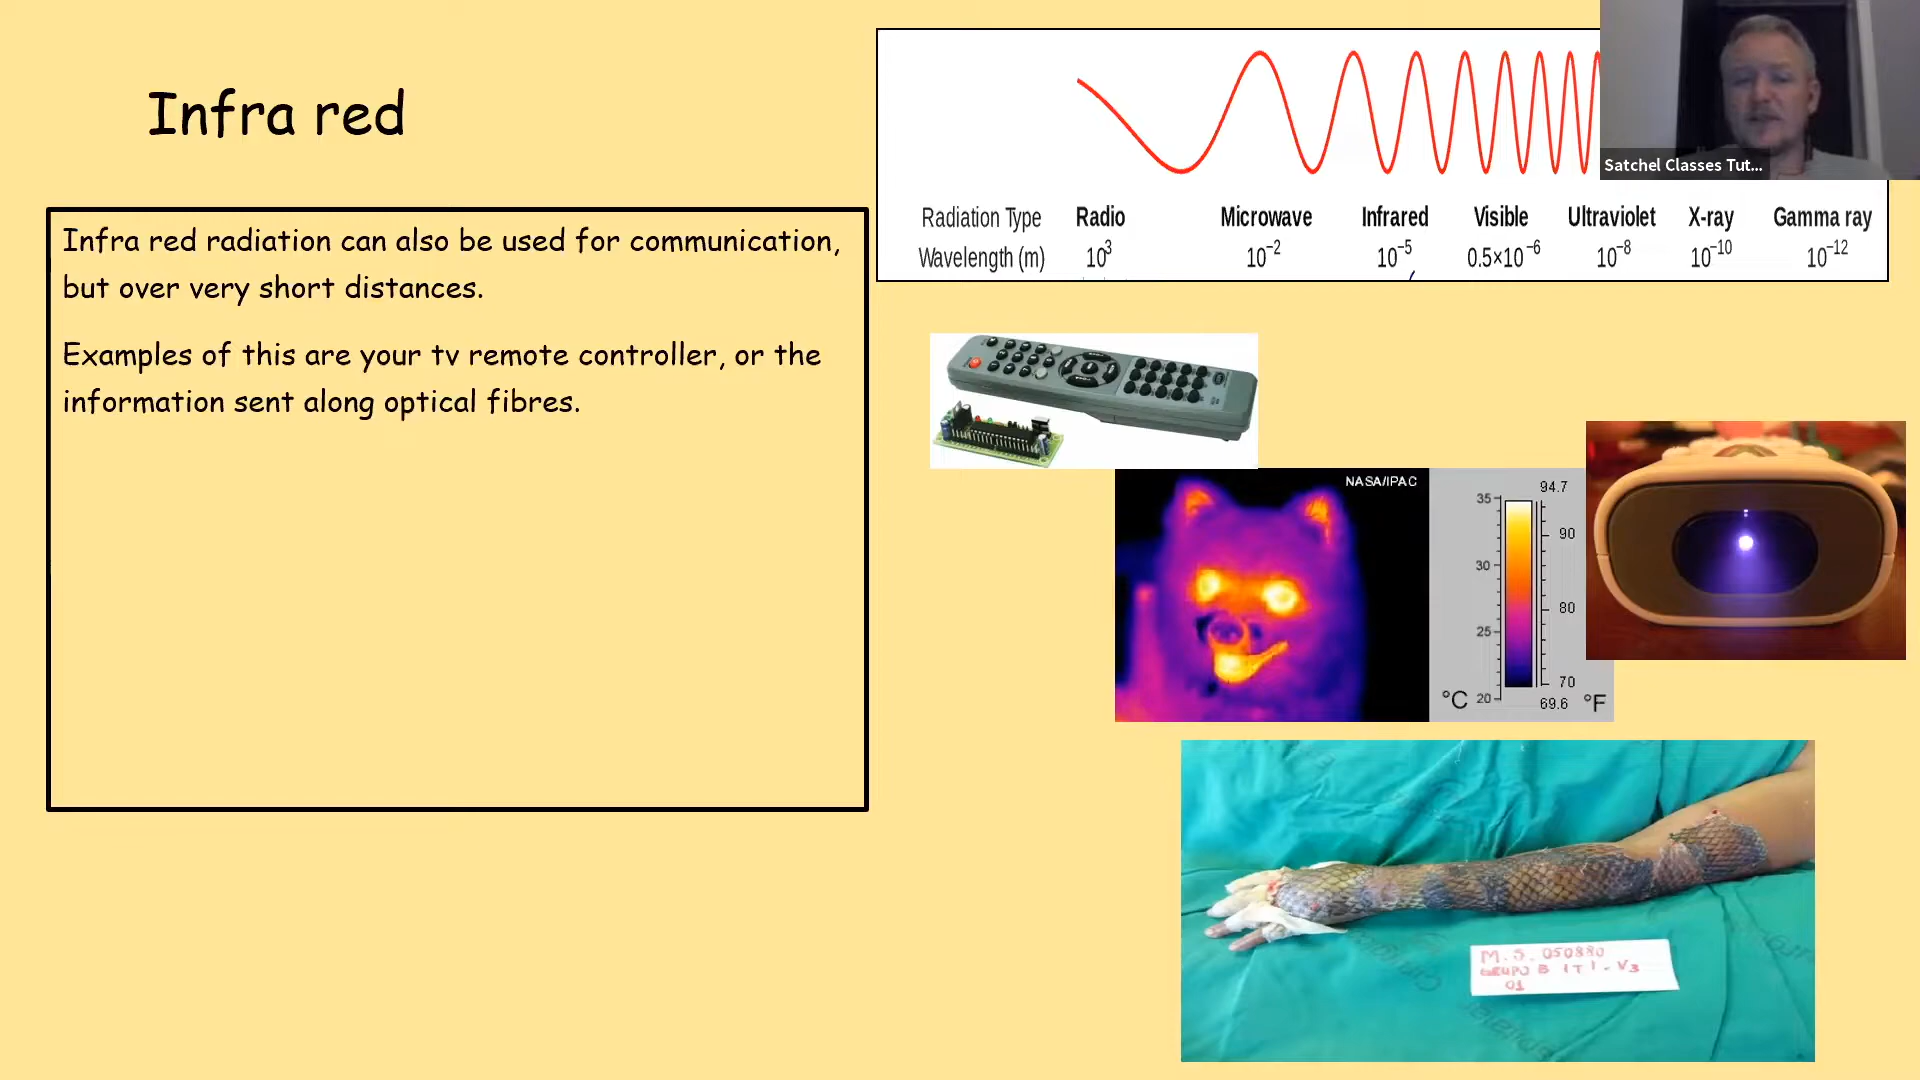 Infra red
Infra red radiation can also be used for communication,
but over very short distances.
Examples of this are your tv remote controller, or the
information sent along optical fibres.
Satchel Classes Tut...
Radiation Type Radio Microwave Infrared Visible Ultraviolet X-ray Gamma ray
Wavelength (m) 10³ 10⁻² 10⁻⁵ 0.5×10⁻⁶ 10⁻⁸ 10⁻¹⁰ 10⁻¹²
NASA/IPAC
94.7
35
90
30
80
25
70
°C 20
69.6 °F
M.S. 050880
GRUPO B
01